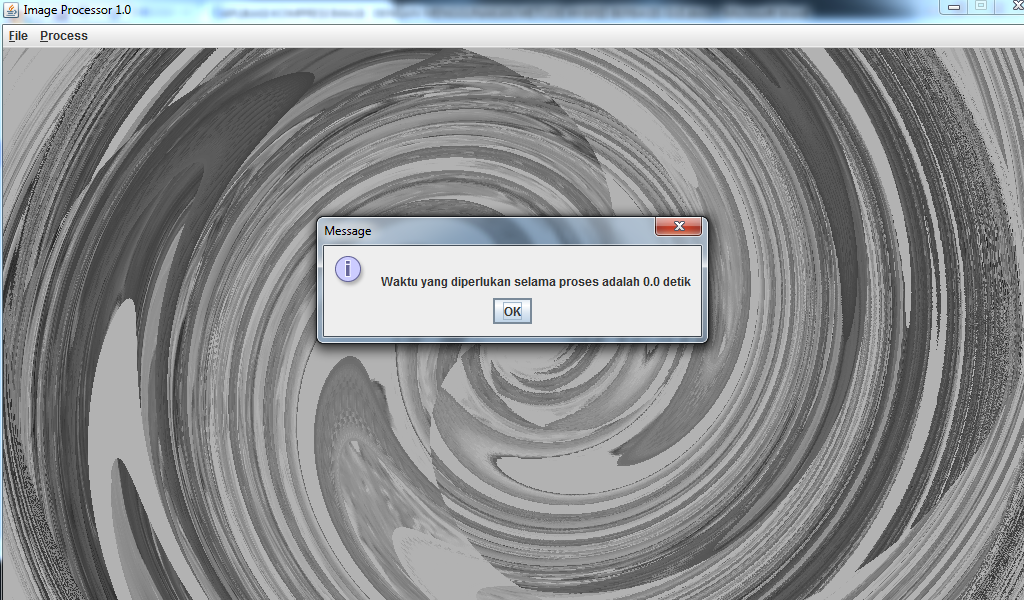 Image Processor 1.0
File Process
Message
Waktu yang diperlukan selama proses adalah 0.0 detik
OK